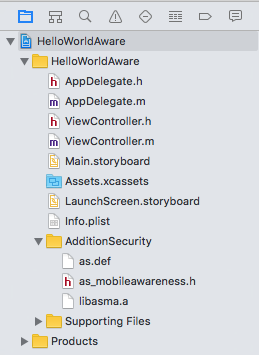 HelloWorldAware
HelloWorldAware
AppDelegate.h
AppDelegate.m
ViewController.h
ViewController.m
Main.storyboard
Assets.xcassets
LaunchScreen.storyboard
Info.plist
AdditionSecurity
as.def
as_mobileawareness.h
libasma.a
Supporting Files
Products